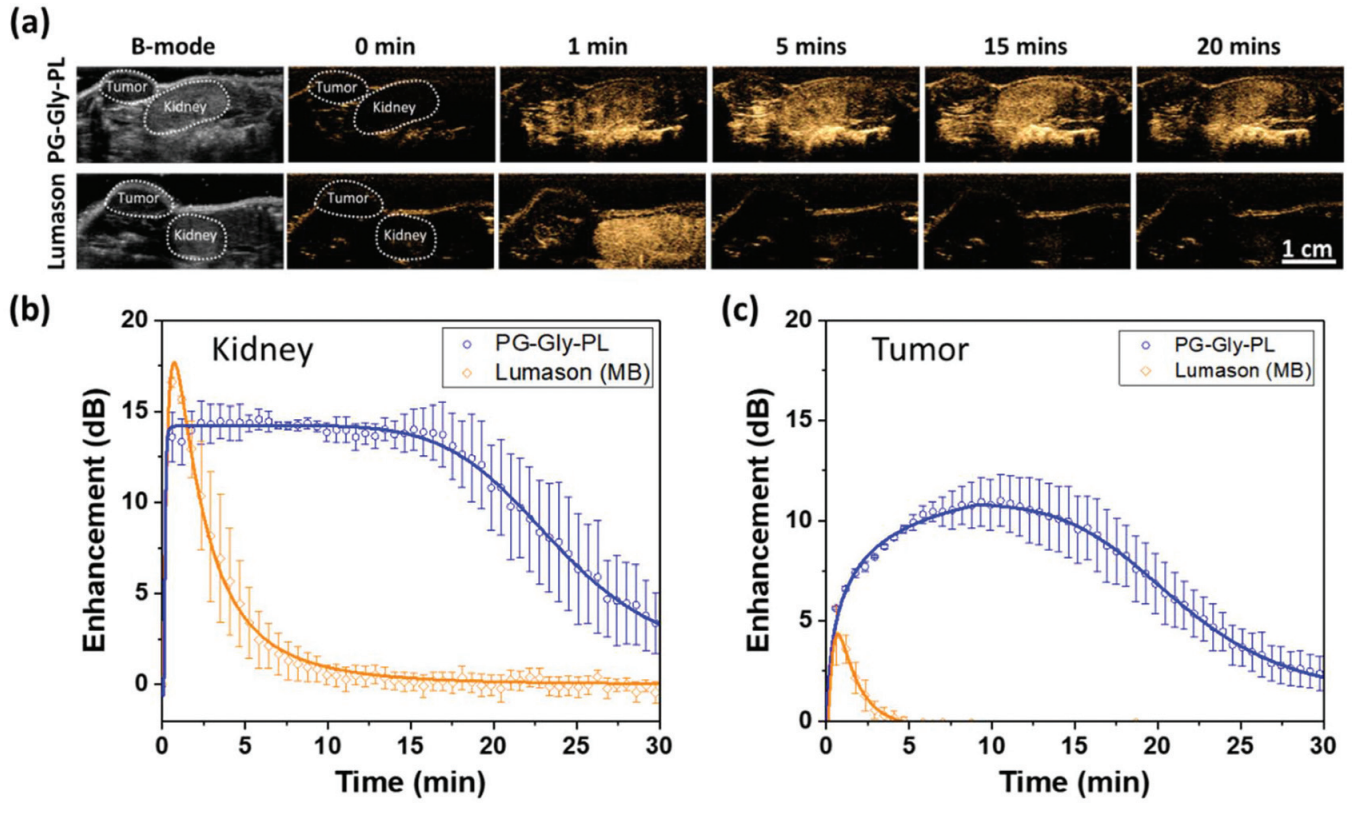 (a)
B-mode 0 min 1 min 5 mins 15 mins 20 mins
PG-Gly-PL
Tumor Kidney Tumor Kidney
Lumason
Tumor Kidney Tumor Kidney
1 cm
(b)
Kidney
PG-Gly-PL
Lumason (MB)
Enhancement (dB)
20
15
10
5
0
0 5 10 15 20 25 30
Time (min)
(c)
Tumor
PG-Gly-PL
Lumason (MB)
Enhancement (dB)
20
15
10
5
0
0 5 10 15 20 25 30
Time (min)